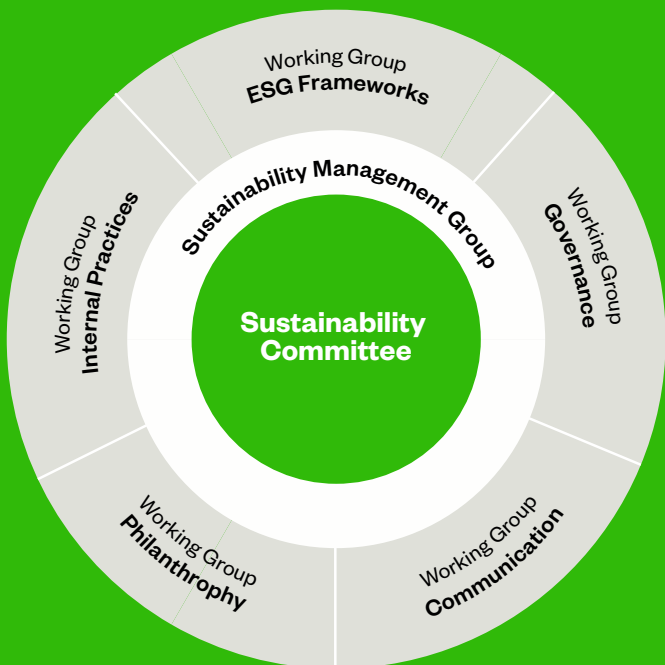 Working Group
ESG Frameworks
Sustainability Management Group
Working Group
Internal Practices
Working Group
Governance
Sustainability
Committee
Working Group
Philanthropy
Working Group
Communication